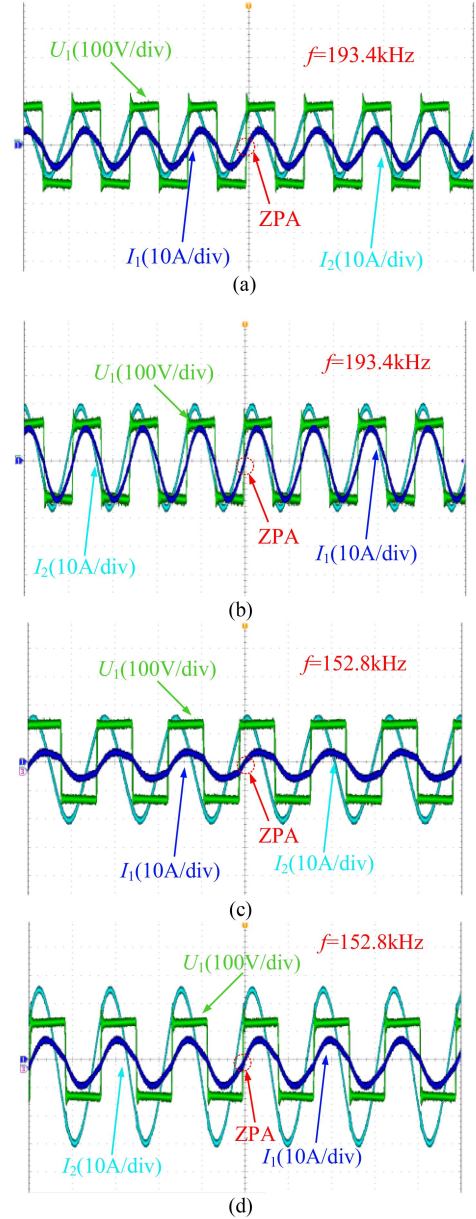 U₁(100V/div)
f=193.4kHz
ZPA
I₁(10A/div)
I₂(10A/div)
(a)
f=193.4kHz
U₁(100V/div)
ZPA
I₂(10A/div)
I₁(10A/div)
(b)
U₁(100V/div)
f=152.8kHz
ZPA
I₁(10A/div)
I₂(10A/div)
(c)
f=152.8kHz
U₁(100V/div)
ZPA
I₂(10A/div)
I₁(10A/div)
(d)